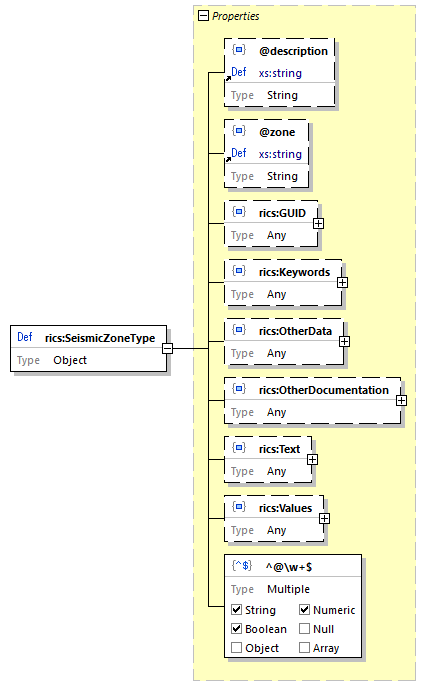 Properties
@description
Def xs:string
Type String
@zone
Def xs:string
Type String
rics:GUID
Type Any
rics:Keywords
Type Any
Def rics:SeismicZoneType
Type Object
rics:OtherData
Type Any
rics:OtherDocumentation
Type Any
rics:Text
Type Any
rics:Values
Type Any
{^$} ^@\w+$
Type Multiple
String Numeric
Boolean Null
Object Array